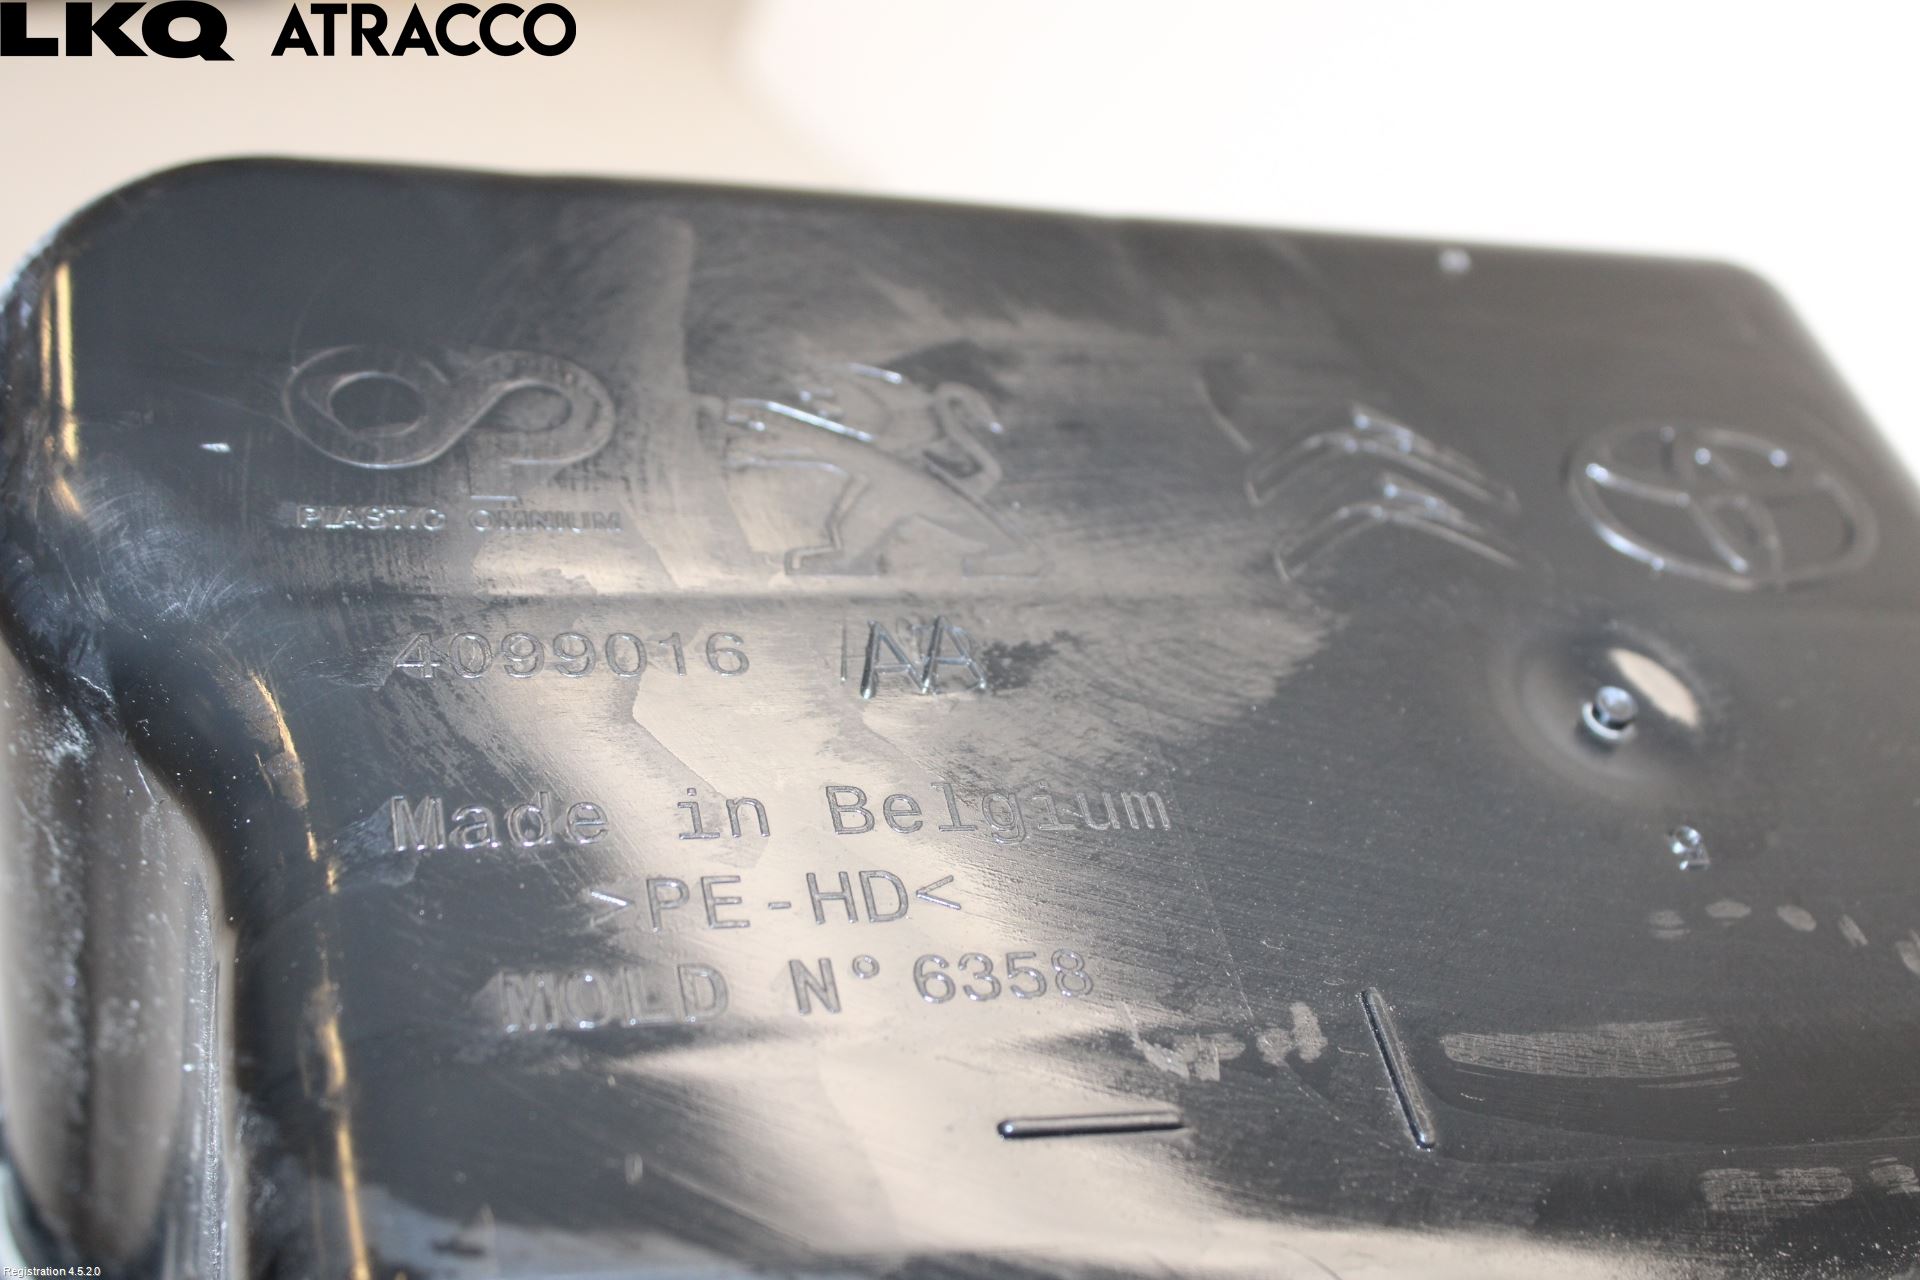 LKQ ATRACCO
PLASTIC OMNIUM
4099016 AA
Made in Belgium
>PE-HD<
MOLD N° 6358
Registration 4.5.2.0